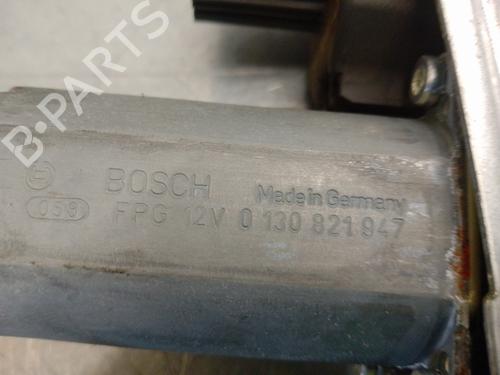 B-PARTS
BOSCH Made in Germany
059 FPG 12V 0 130 821 947